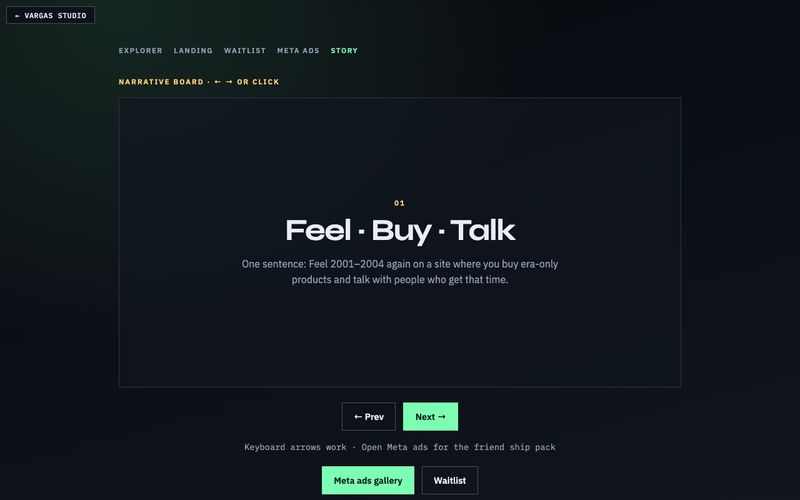 ← VARGAS STUDIO
EXPLORER LANDING WAITLIST META ADS STORY
NARRATIVE BOARD · ← → OR CLICK
01
Feel · Buy · Talk
One sentence: Feel 2001–2004 again on a site where you buy era-only
products and talk with people who get that time.
← Prev Next →
Keyboard arrows work · Open Meta ads for the friend ship pack
Meta ads gallery Waitlist